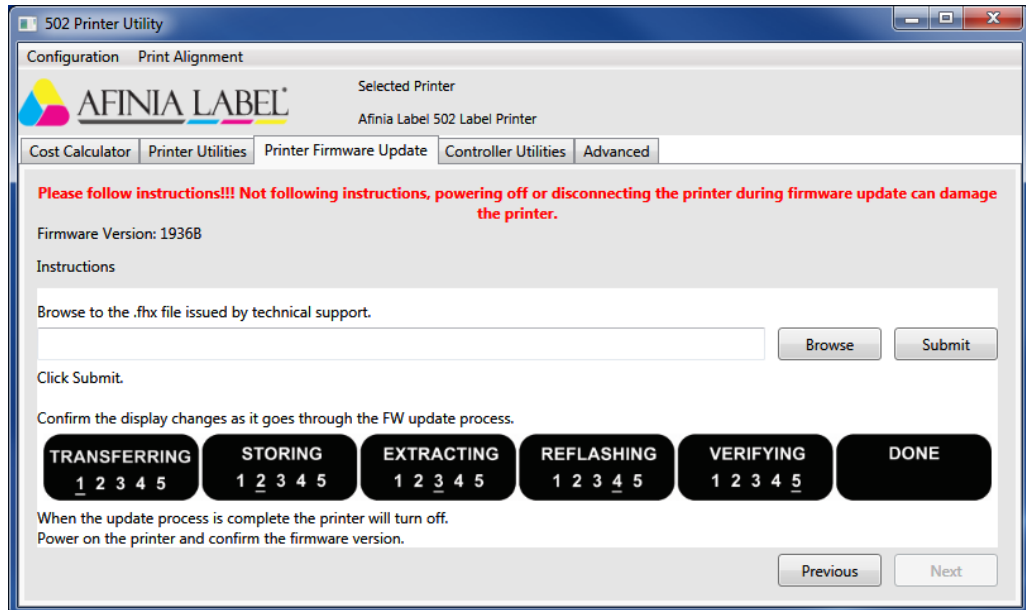 502 Printer Utility
Configuration Print Alignment
AFINIA LABEL
Selected Printer
Afinia Label 502 Label Printer
Cost Calculator Printer Utilities Printer Firmware Update Controller Utilities Advanced
Please follow instructions!!! Not following instructions, powering off or disconnecting the printer during firmware update can damage
the printer.
Firmware Version: 1936B
Instructions
Browse to the .fhx file issued by technical support.
Browse Submit
Click Submit.
Confirm the display changes as it goes through the FW update process.
TRANSFERRING STORING EXTRACTING REFLASHING VERIFYING DONE
1 2 3 4 5 1 2 3 4 5 1 2 3 4 5 1 2 3 4 5 1 2 3 4 5
When the update process is complete the printer will turn off.
Power on the printer and confirm the firmware version.
Previous Next